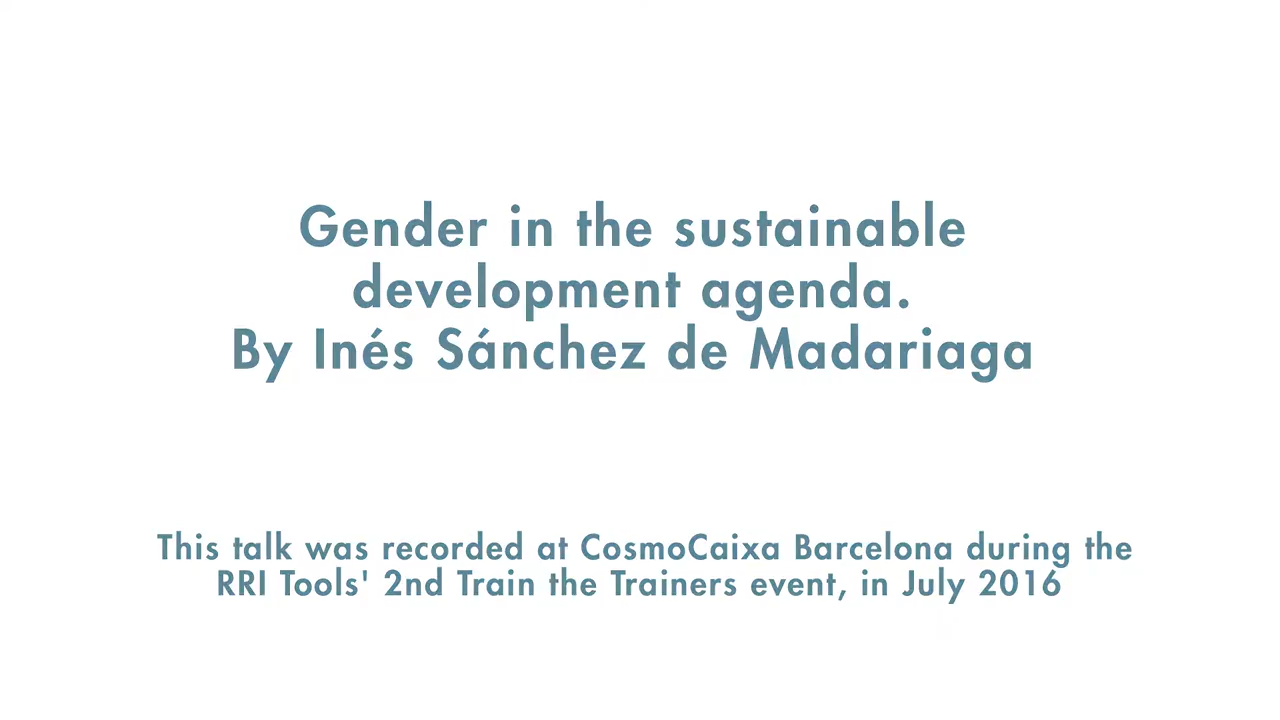 Gender in the sustainable
development agenda.
By Inés Sánchez de Madariaga
This talk was recorded at CosmoCaixa Barcelona during the
RRI Tools' 2nd Train the Trainers event, in July 2016